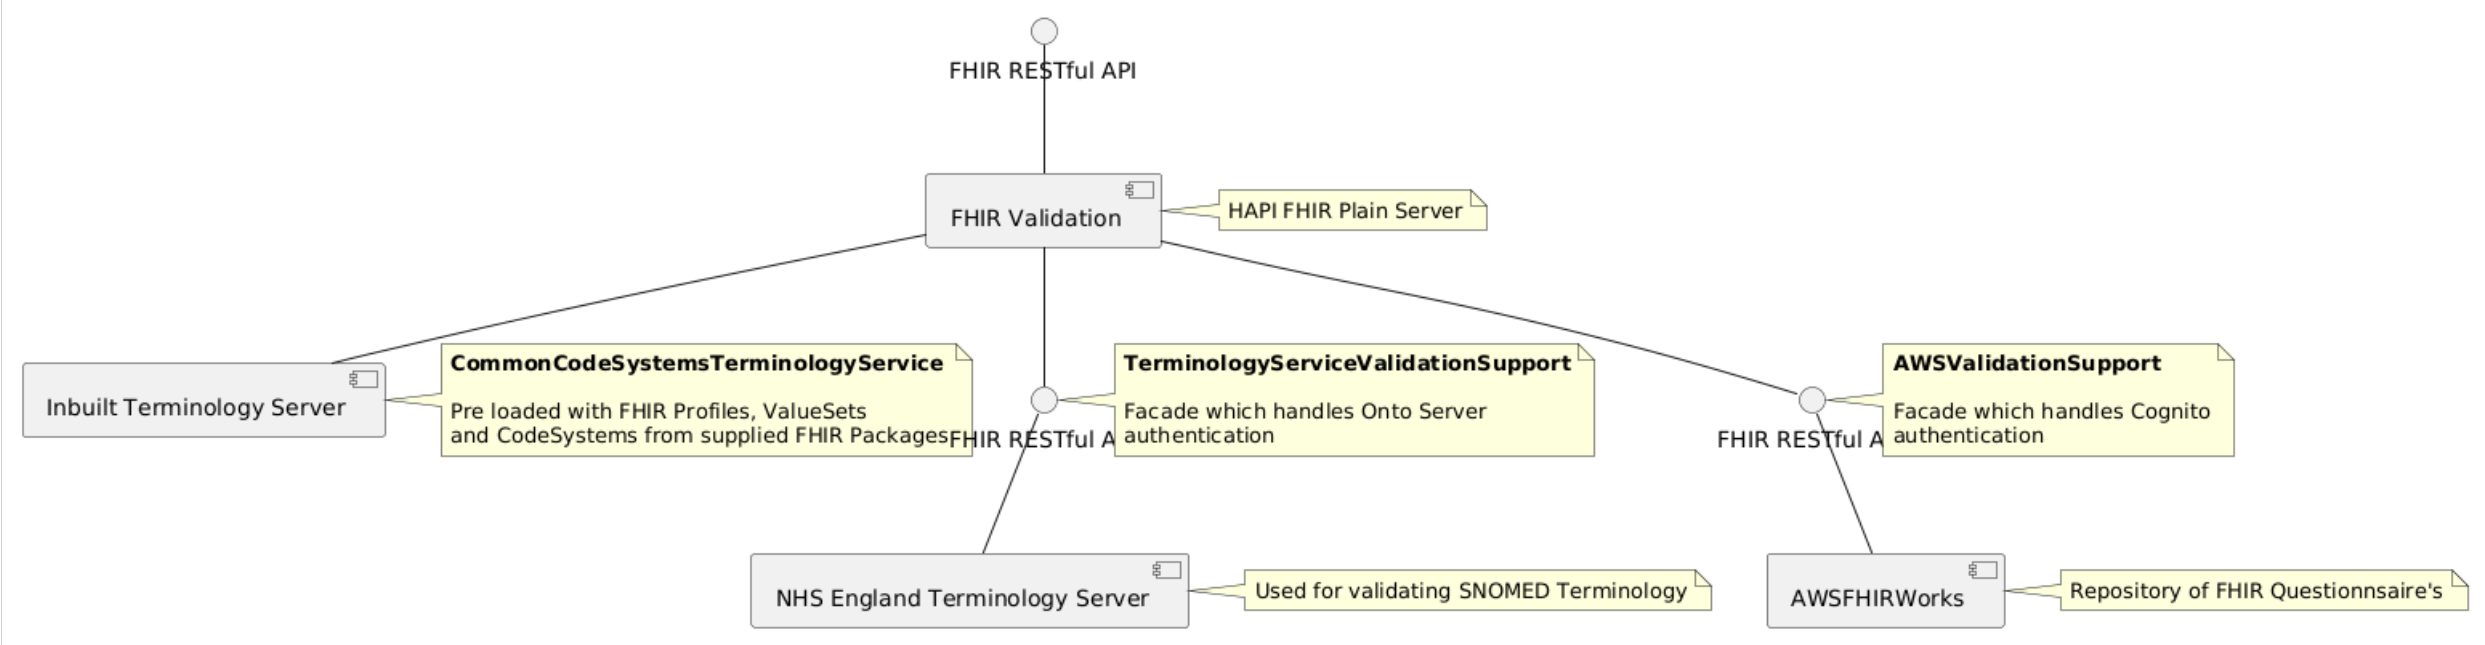 FHIR RESTful API
FHIR Validation
HAPI FHIR Plain Server
Inbuilt Terminology Server
CommonCodeSystemsTerminologyService
Pre loaded with FHIR Profiles, ValueSets
and CodeSystems from supplied FHIR Packages
FHIR RESTful A
TerminologyServiceValidationSupport
Facade which handles Onto Server
authentication
FHIR RESTful A
AWSValidationSupport
Facade which handles Cognito
authentication
NHS England Terminology Server
Used for validating SNOMED Terminology
AWSFHIRWorks
Repository of FHIR Questionnsaire's